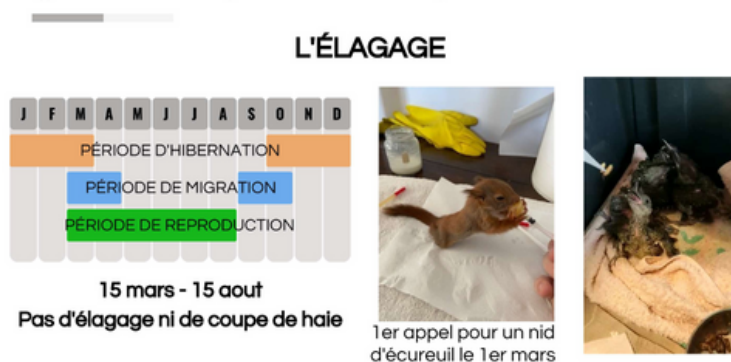 L'ÉLAGAGE
J F M A M J J A S O N D
PÉRIODE D'HIBERNATION
PÉRIODE DE MIGRATION
PÉRIODE DE REPRODUCTION
15 mars - 15 aout
Pas d'élagage ni de coupe de haie
1er appel pour un nid
d'écureuil le 1er mars